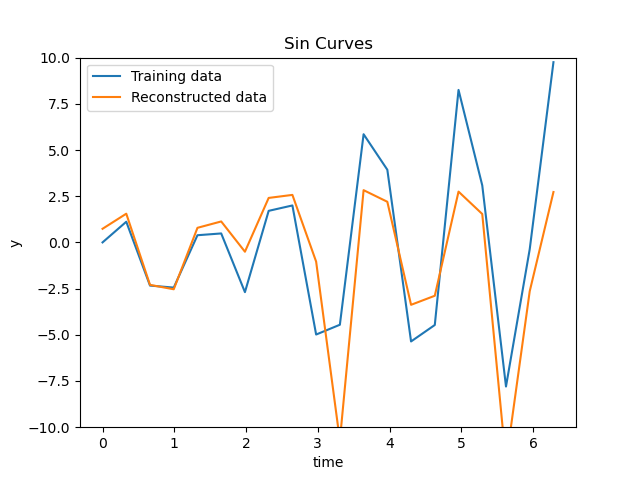 Sin Curves
Training data
Reconstructed data
10.0
7.5
5.0
2.5
0.0
−2.5
−5.0
−7.5
−10.0
y
0 1 2 3 4 5 6
time